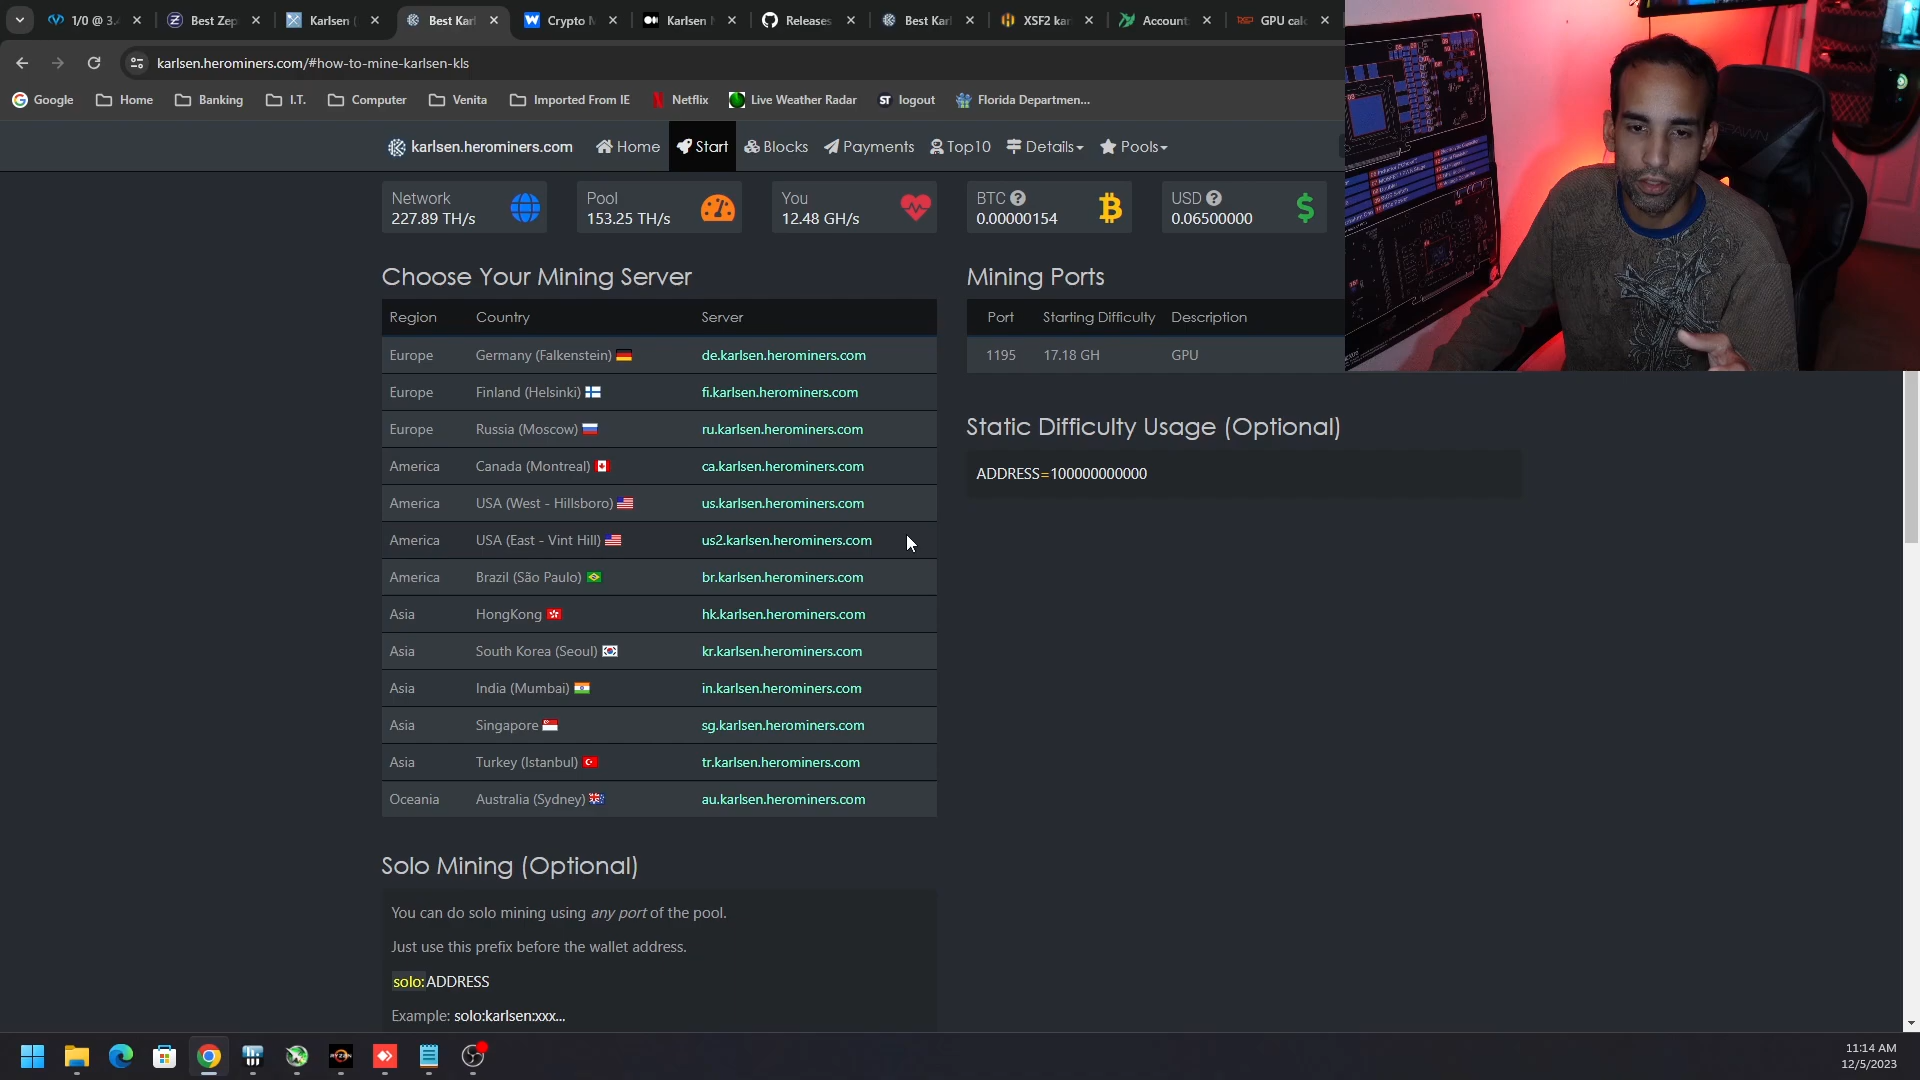 1/0 @ 3.
Best Zep
Karlsen (
Best Karl
Crypto M
Karlsen M
Releases
Best Karl
XSF2 kar
Account
GPU calc
karlsen.herominers.com/#how-to-mine-karlsen-kls
Google
Home
Banking
I.T.
Computer
Venita
Imported From IE
Netflix
Live Weather Radar
ST logout
Florida Departmen...
karlsen.herominers.com
Home
Start
Blocks
Payments
Top10
Details
Pools
Network
227.89 TH/s
Pool
153.25 TH/s
You
12.48 GH/s
BTC
0.00000154
USD
0.06500000
Choose Your Mining Server
Region Country Server
Europe Germany (Falkenstein) de.karlsen.herominers.com
Europe Finland (Helsinki) fi.karlsen.herominers.com
Europe Russia (Moscow) ru.karlsen.herominers.com
America Canada (Montreal) ca.karlsen.herominers.com
America USA (West - Hillsboro) us.karlsen.herominers.com
America USA (East - Vint Hill) us2.karlsen.herominers.com
America Brazil (São Paulo) br.karlsen.herominers.com
Asia HongKong hk.karlsen.herominers.com
Asia South Korea (Seoul) kr.karlsen.herominers.com
Asia India (Mumbai) in.karlsen.herominers.com
Asia Singapore sg.karlsen.herominers.com
Asia Turkey (Istanbul) tr.karlsen.herominers.com
Oceania Australia (Sydney) au.karlsen.herominers.com
Mining Ports
Port Starting Difficulty Description
1195 17.18 GH GPU
Static Difficulty Usage (Optional)
ADDRESS=100000000000
Solo Mining (Optional)
You can do solo mining using any port of the pool.
Just use this prefix before the wallet address.
solo:ADDRESS
Example: solo:karlsen:xxx...
RYZEN
11:14 AM
12/5/2023